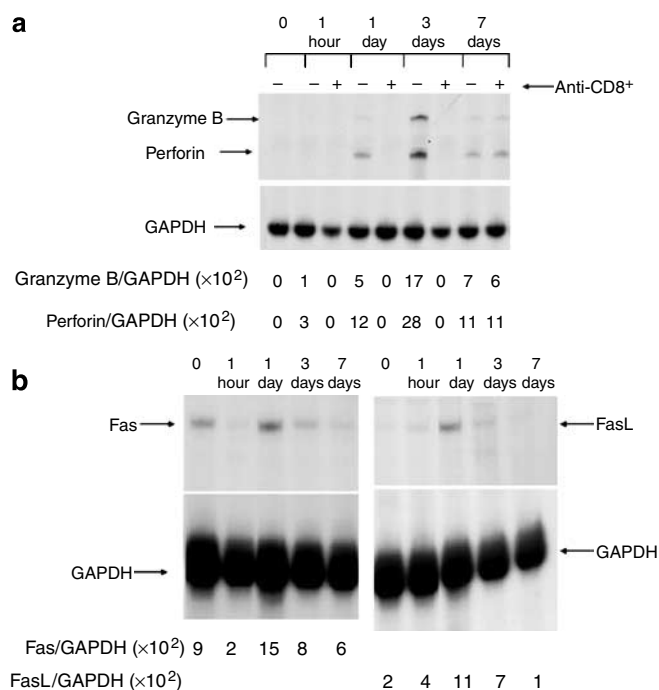 a
0 1 1 3 7
hour day days days
– – + – + – + – +
Anti-CD8⁺
Granzyme B
Perforin
GAPDH
Granzyme B/GAPDH (×10²) 0 1 0 5 0 17 0 7 6
Perforin/GAPDH (×10²) 0 3 0 12 0 28 0 11 11
b
0 1 1 3 7 0 1 1 3 7
hour day days days hour day days days
Fas FasL
GAPDH GAPDH
Fas/GAPDH (×10²) 9 2 15 8 6
FasL/GAPDH (×10²) 2 4 11 7 1